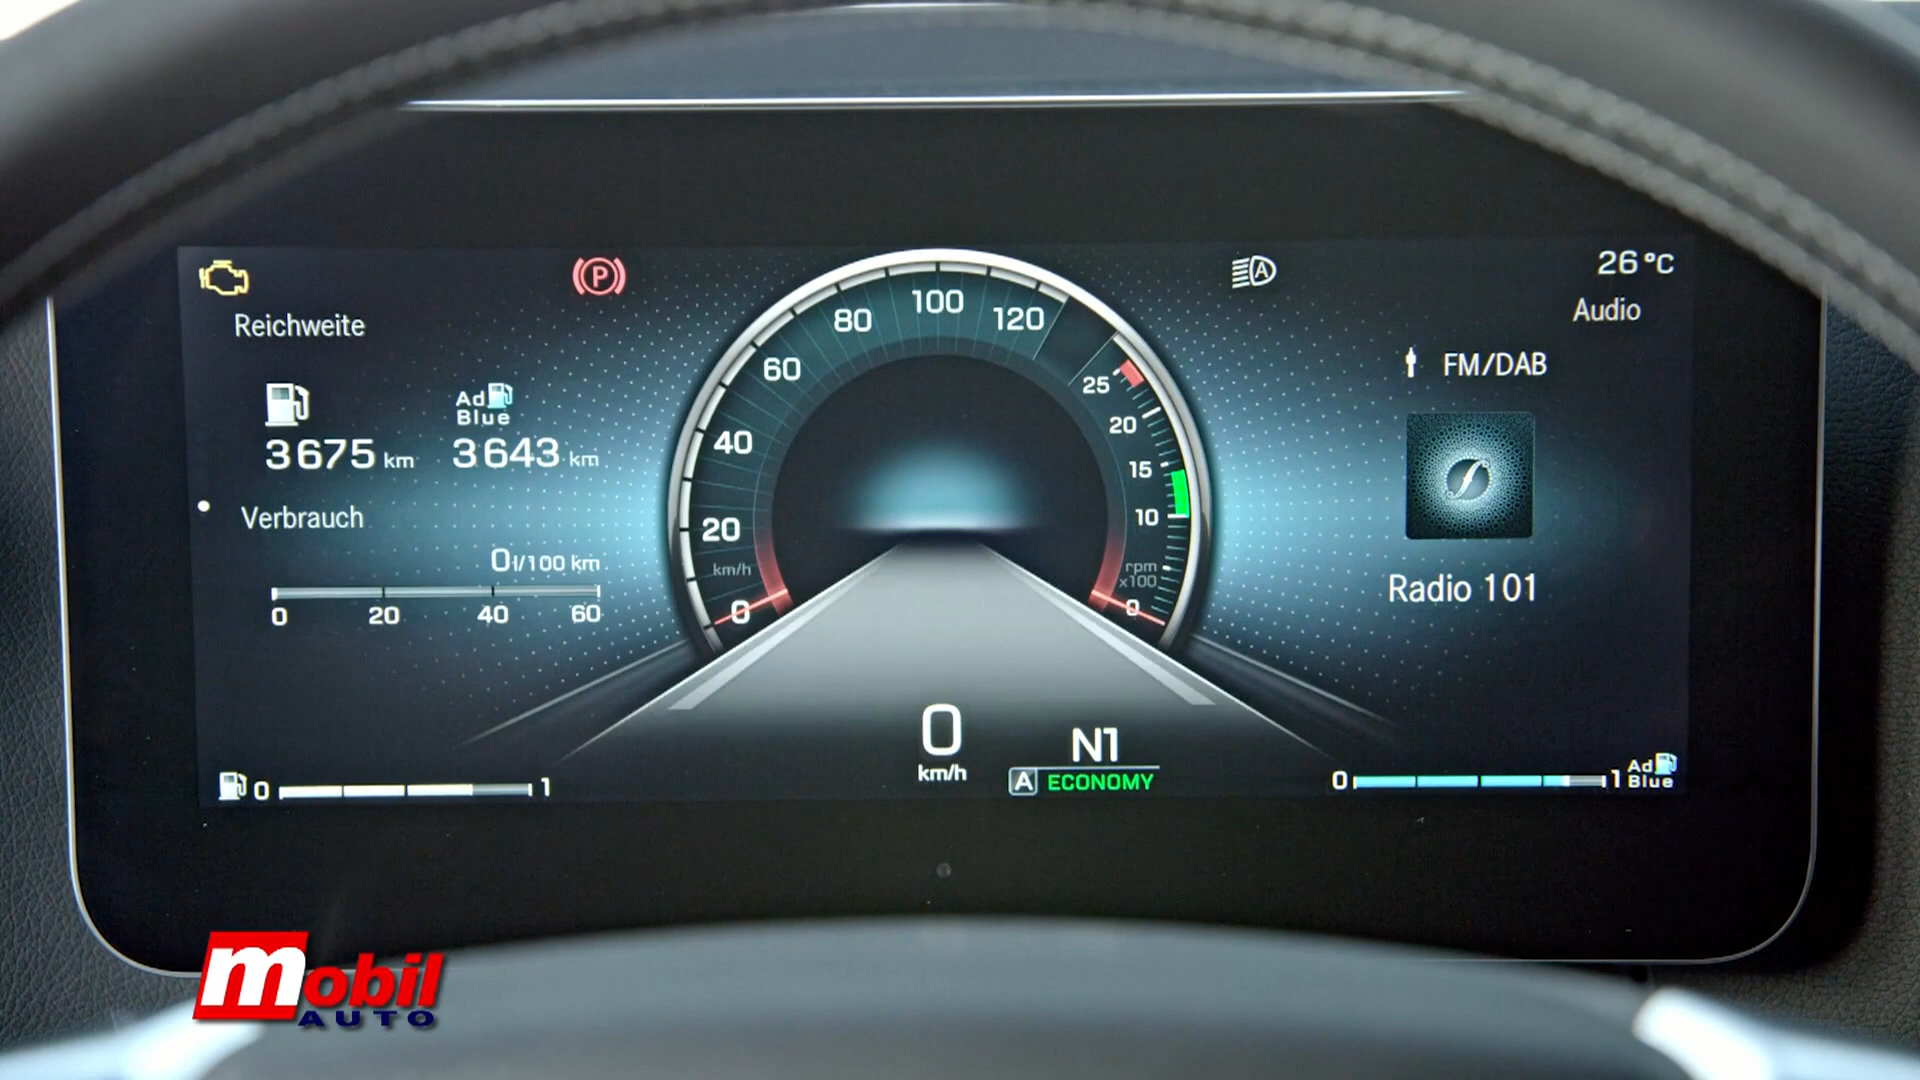 26 °C
Reichweite
Audio
Ad
Blue
3675 km
3643 km
Verbrauch
0 l/100 km
0 20 40 60
0 20 40 60 80 100 120
km/h
25
20
15
10
rpm
x100
0
P
A
FM/DAB
Radio 101
0
km/h
N1
A ECONOMY
0 1
0 1
Ad
Blue
mobil
AUTO